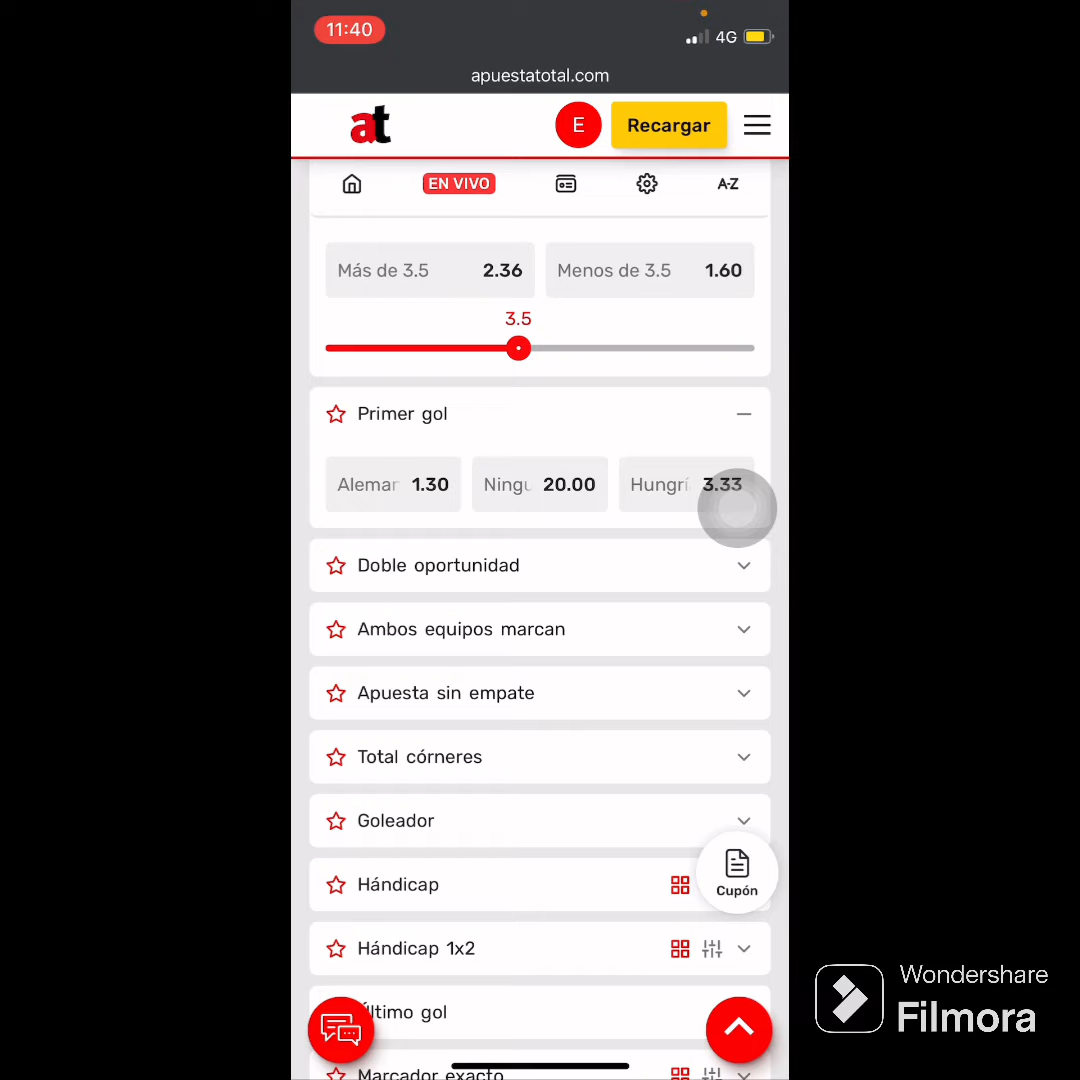 11:40
4G
apuestatotal.com
at
E
Recargar
EN VIVO
A-Z
Más de 3.5 2.36
Menos de 3.5 1.60
3.5
Primer gol
Aleman 1.30
Ningu 20.00
Hungrí 3.33
Doble oportunidad
Ambos equipos marcan
Apuesta sin empate
Total córneres
Goleador
Hándicap
Cupón
Hándicap 1x2
Último gol
Marcador exacto
Wondershare
Filmora